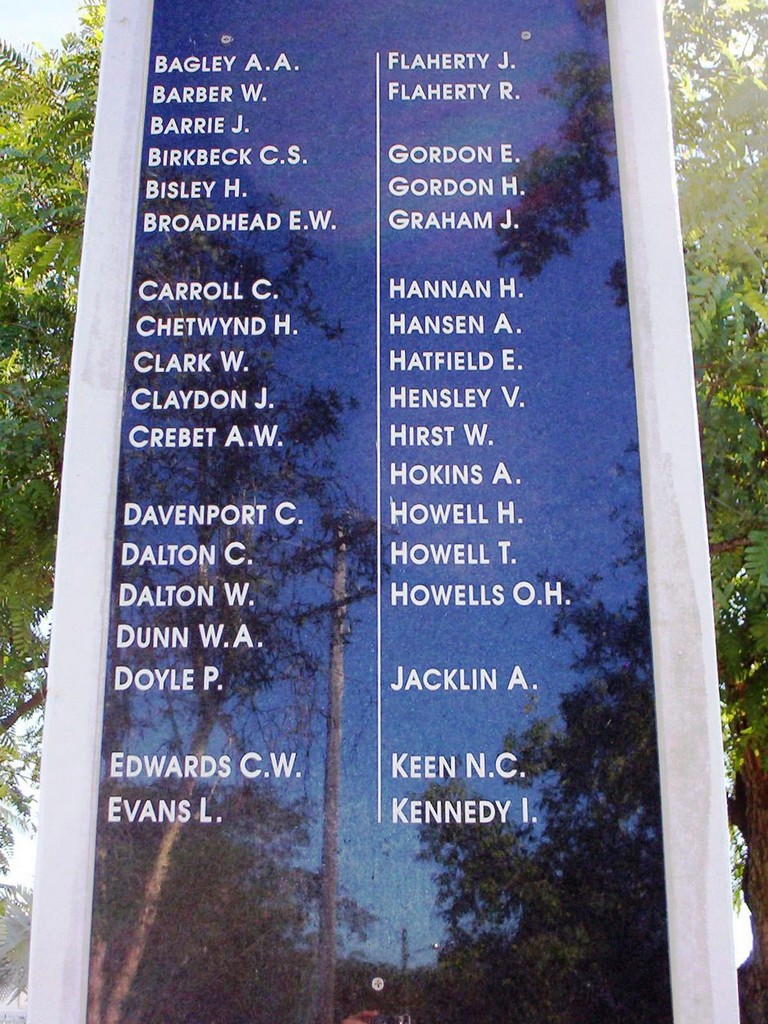 BAGLEY A.A.
BARBER W.
BARRIE J.
BIRKBECK C.S.
BISLEY H.
BROADHEAD E.W.
CARROLL C.
CHETWYND H.
CLARK W.
CLAYDON J.
CREBET A.W.
DAVENPORT C.
DALTON C.
DALTON W.
DUNN W.A.
DOYLE P.
EDWARDS C.W.
EVANS L.
FLAHERTY J.
FLAHERTY R.
GORDON E.
GORDON H.
GRAHAM J.
HANNAN H.
HANSEN A.
HATFIELD E.
HENSLEY V.
HIRST W.
HOKINS A.
HOWELL H.
HOWELL T.
HOWELLS O.H.
JACKLIN A.
KEEN N.C.
KENNEDY I.